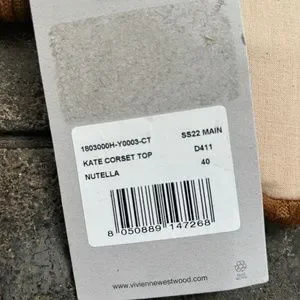 1803000H-Y0003-CT SS22 MAIN
KATE CORSET TOP D411
NUTELLA 40
8 050889 147268
www.viviennewestwood.com